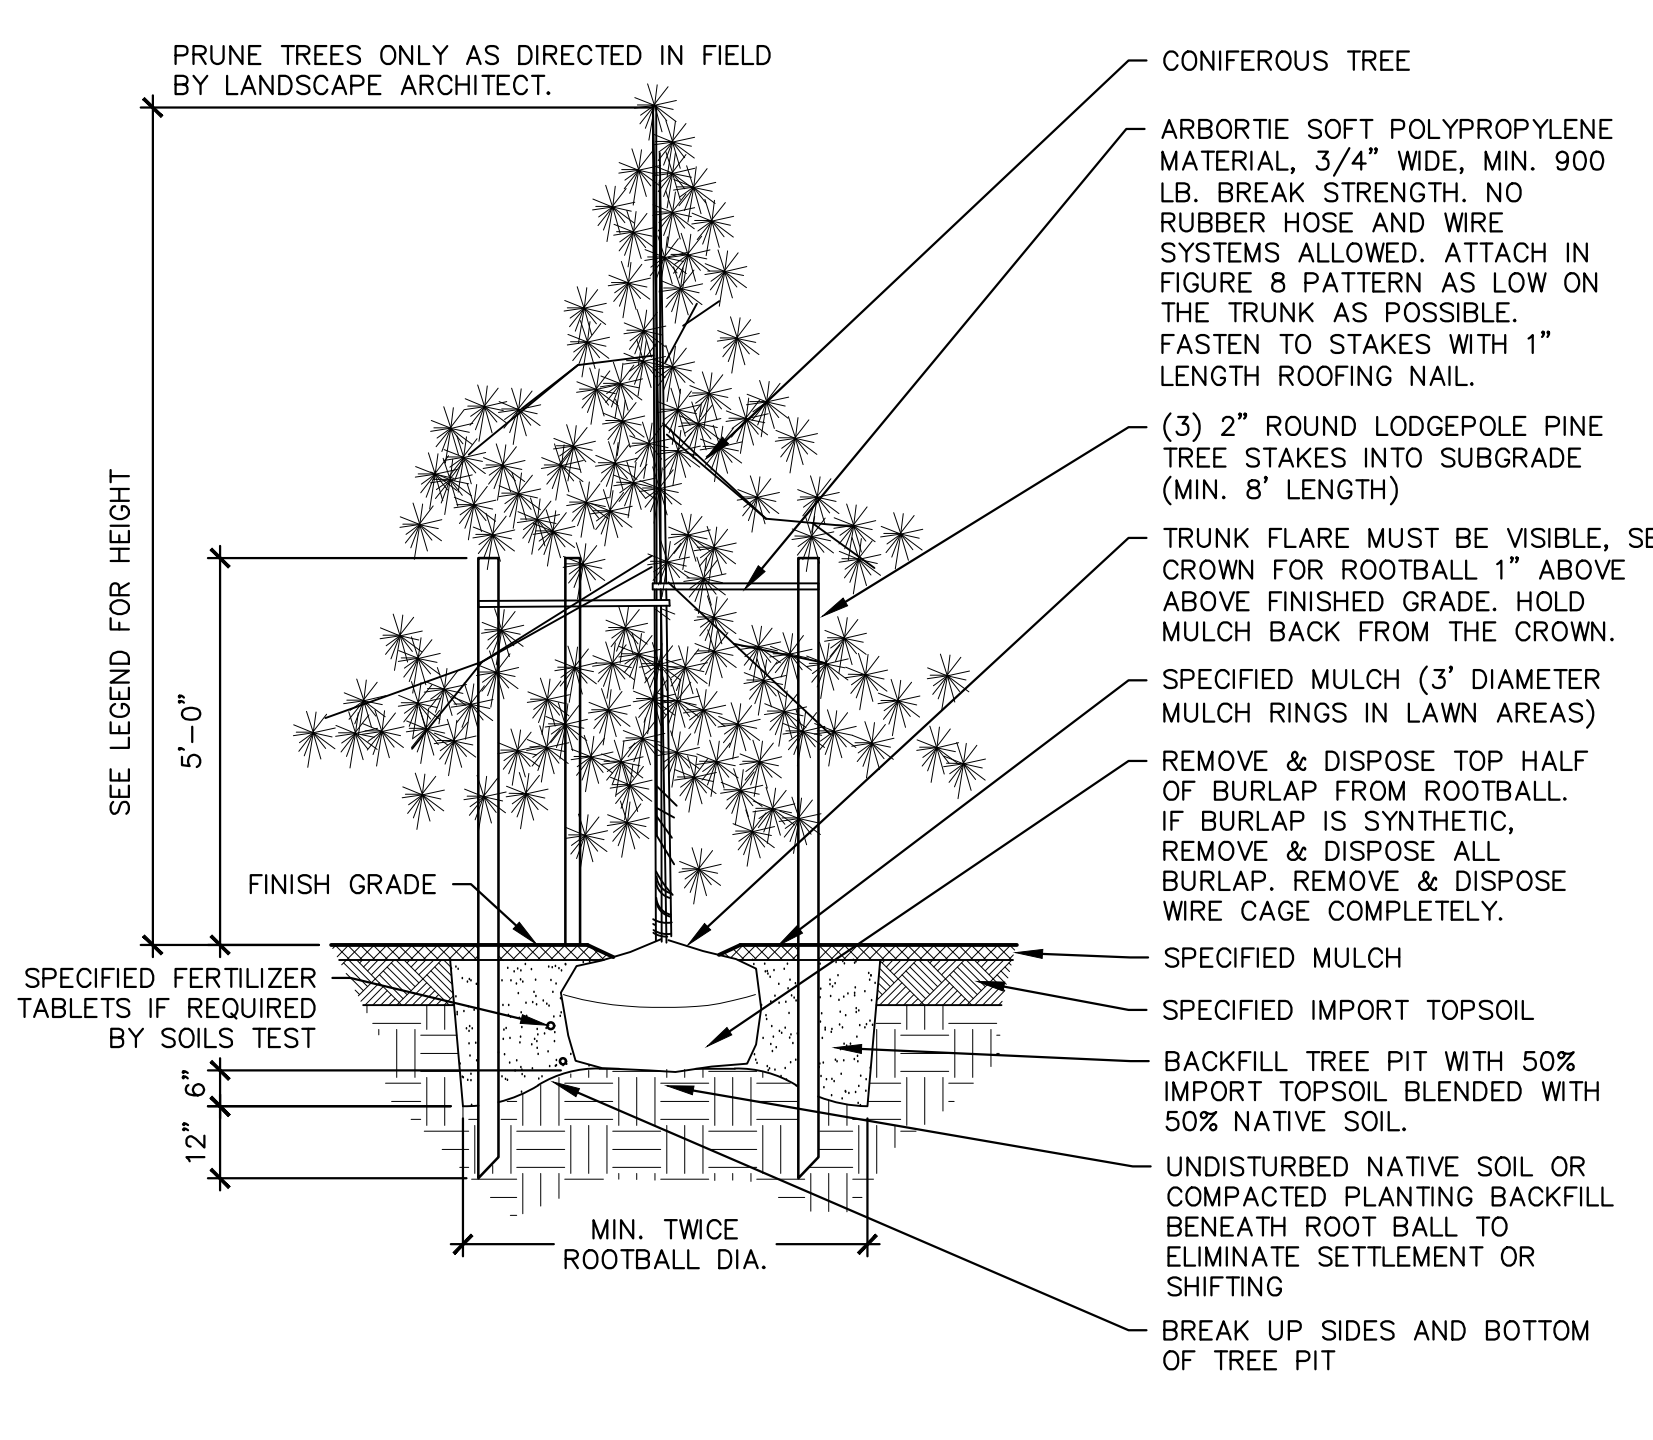 PRUNE TREES ONLY AS DIRECTED IN FIELD
BY LANDSCAPE ARCHITECT.
SEE LEGEND FOR HEIGHT
5'-0"
FINISH GRADE
SPECIFIED FERTILIZER
TABLETS IF REQUIRED
BY SOILS TEST
6"
12"
MIN. TWICE
ROOTBALL DIA.
CONIFEROUS TREE
ARBORTIE SOFT POLYPROPYLENE
MATERIAL, 3/4" WIDE, MIN. 900
LB. BREAK STRENGTH. NO
RUBBER HOSE AND WIRE
SYSTEMS ALLOWED. ATTACH IN
FIGURE 8 PATTERN AS LOW ON
THE TRUNK AS POSSIBLE.
FASTEN TO STAKES WITH 1"
LENGTH ROOFING NAIL.
(3) 2" ROUND LODGEPOLE PINE
TREE STAKES INTO SUBGRADE
(MIN. 8' LENGTH)
TRUNK FLARE MUST BE VISIBLE, SE
CROWN FOR ROOTBALL 1" ABOVE
ABOVE FINISHED GRADE. HOLD
MULCH BACK FROM THE CROWN.
SPECIFIED MULCH (3' DIAMETER
MULCH RINGS IN LAWN AREAS)
REMOVE & DISPOSE TOP HALF
OF BURLAP FROM ROOTBALL.
IF BURLAP IS SYNTHETIC,
REMOVE & DISPOSE ALL
BURLAP. REMOVE & DISPOSE
WIRE CAGE COMPLETELY.
SPECIFIED MULCH
SPECIFIED IMPORT TOPSOIL
BACKFILL TREE PIT WITH 50%
IMPORT TOPSOIL BLENDED WITH
50% NATIVE SOIL.
UNDISTURBED NATIVE SOIL OR
COMPACTED PLANTING BACKFILL
BENEATH ROOT BALL TO
ELIMINATE SETTLEMENT OR
SHIFTING
BREAK UP SIDES AND BOTTOM
OF TREE PIT